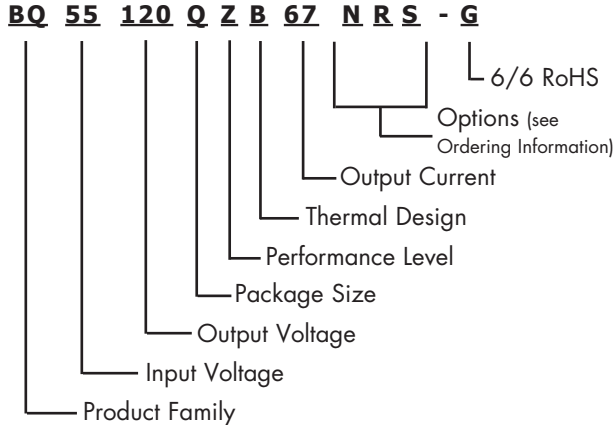 BQ 55 120 Q Z B 67 N R S - G
6/6 RoHS
Options (see
Ordering Information)
Output Current
Thermal Design
Performance Level
Package Size
Output Voltage
Input Voltage
Product Family